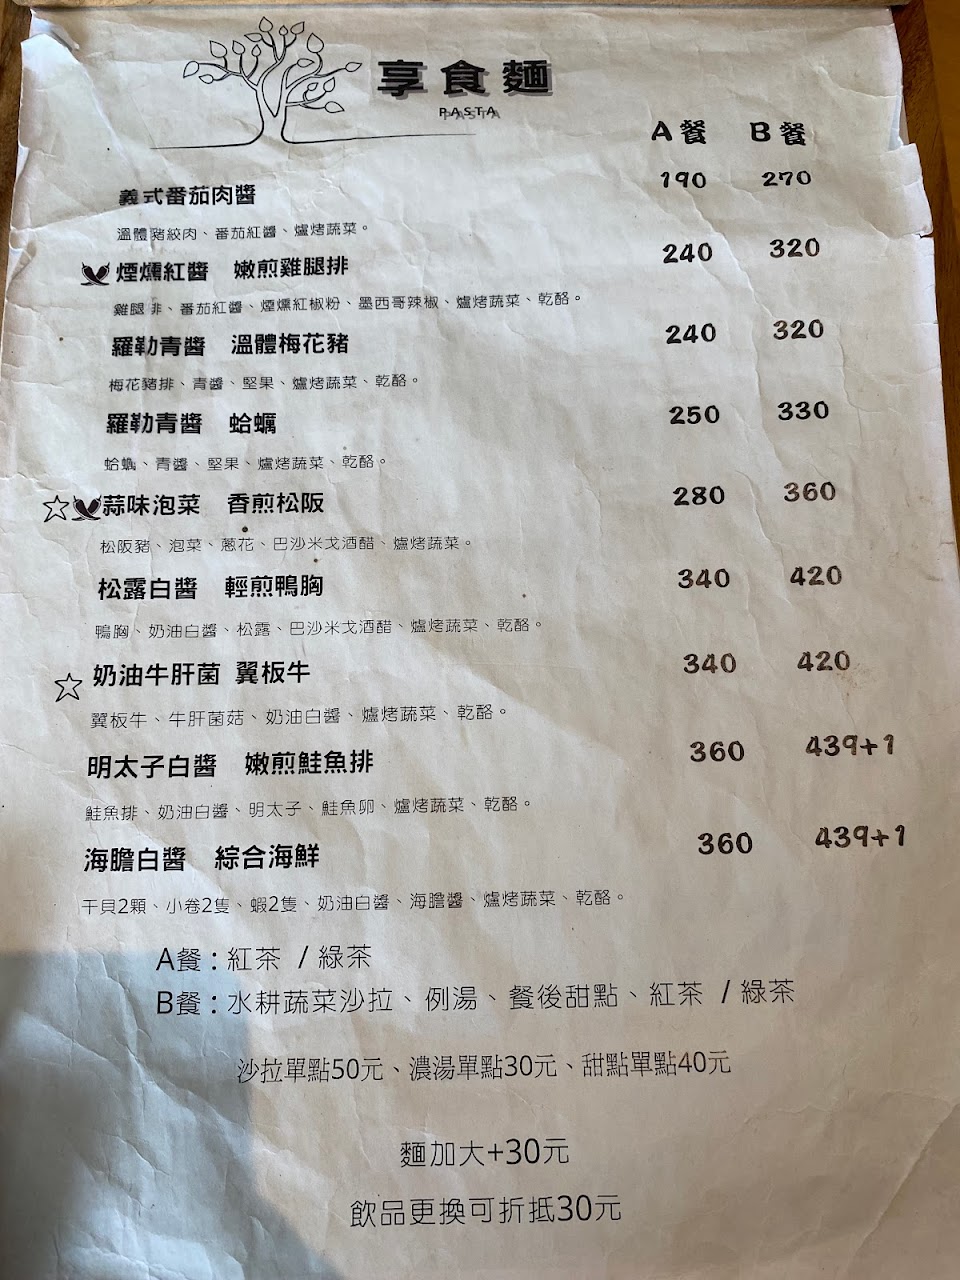 享食麵
PASTA
A餐 B餐
義式番茄肉醬 190 270
溫體豬絞肉、番茄紅醬、爐烤蔬菜。
煙燻紅醬 嫩煎雞腿排 240 320
雞腿排、番茄紅醬、煙燻紅椒粉、墨西哥辣椒、爐烤蔬菜、乾酪。
羅勒青醬 溫體梅花豬 240 320
梅花豬排、青醬、堅果、爐烤蔬菜、乾酪。
羅勒青醬 蛤蠣 250 330
蛤蠣、青醬、堅果、爐烤蔬菜、乾酪。
☆蒜味泡菜 香煎松阪 280 360
松阪豬、泡菜、蔥花、巴沙米戈酒醋、爐烤蔬菜。
松露白醬 輕煎鴨胸 340 420
鴨胸、奶油白醬、松露、巴沙米戈酒醋、爐烤蔬菜、乾酪。
☆奶油牛肝菌 翼板牛 340 420
翼板牛、牛肝菌菇、奶油白醬、爐烤蔬菜、乾酪。
明太子白醬 嫩煎鮭魚排 360 439+1
鮭魚排、奶油白醬、明太子、鮭魚卵、爐烤蔬菜、乾酪。
海膽白醬 綜合海鮮 360 439+1
干貝2顆、小卷2隻、蝦2隻、奶油白醬、海膽醬、爐烤蔬菜、乾酪。
A餐：紅茶 / 綠茶
B餐：水耕蔬菜沙拉、例湯、餐後甜點、紅茶 / 綠茶
沙拉單點50元、濃湯單點30元、甜點單點40元
麵加大+30元
飲品更換可折抵30元